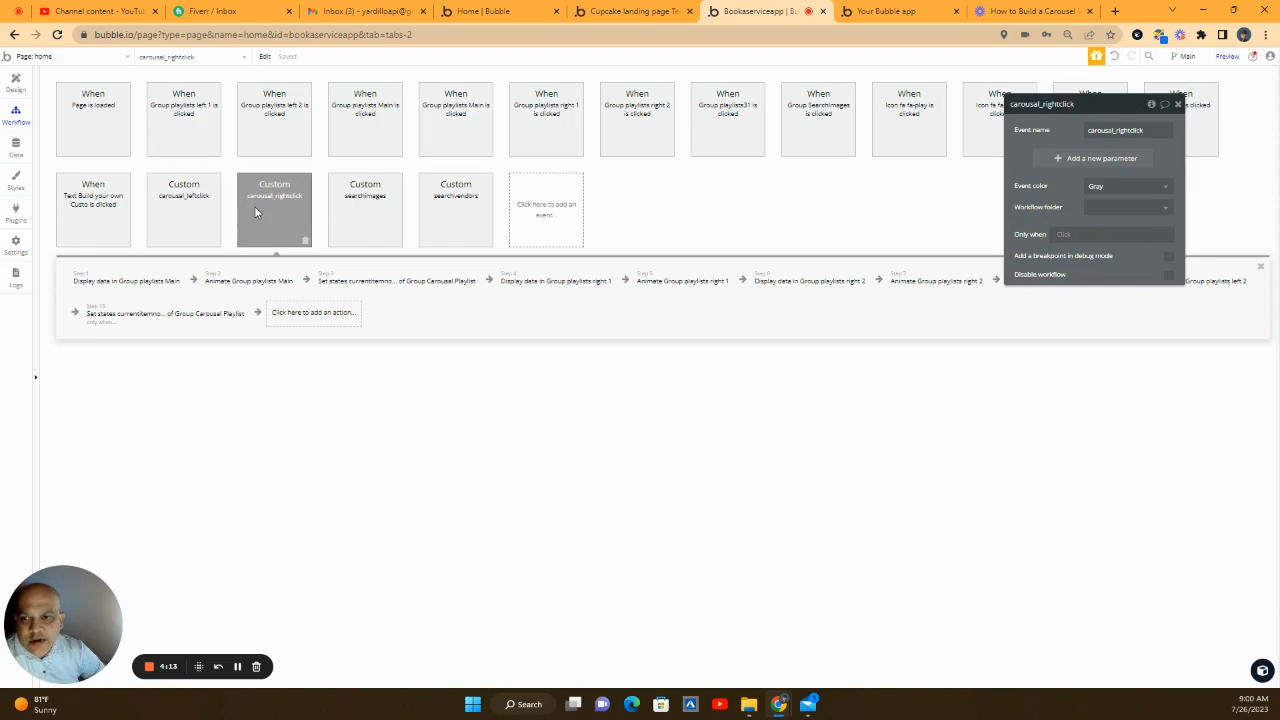 Channel content - YouT
Fiverr / Inbox
Inbox (3) - yardilloapi@g
Home | Bubble
Cupcake landing page Te
Bookaserviceapp | Bu
Your Bubble app
How to Build a Carousel
bubble.io/page?type=page&name=home&id=bookaserviceapp&tab=tabs-2
Page: home
carousal_rightclick
Edit
Saved
Main
Preview
Design
Workflow
Data
Styles
Plugins
Settings
Logs
When
Page is loaded
When
Group playlists left 1 is
clicked
When
Group playlists left 2 is
clicked
When
Group playlists Main is
clicked
When
Group playlists Main is
clicked
When
Group playlists right 1
is clicked
When
Group playlists right 2
is clicked
When
Group playlists31 is
clicked
When
Group SearchImages
is clicked
When
Icon fa fa-play is
clicked
Icon fa f
clicked
s clicked
When
Text Build your own
Custo is clicked
Custom
carousal_leftclick
Custom
carousal_rightclick
Custom
searchimages
Custom
searchvendors
Click here to add an
event...
carousal_rightclick
Event name
carousal_rightclick
Add a new parameter
Event color
Gray
Workflow folder
Only when
Click
Add a breakpoint in debug mode
Disable workflow
Step 1
Display data in Group playlists Main
Step 2
Animate Group playlists Main
Step 3
Set states currentitemno... of Group Carousal Playlist
Step 4
Display data in Group playlists right 1
Step 5
Animate Group playlists right 1
Step 6
Display data in Group playlists right 2
Step 7
Animate Group playlists right 2
Group playlists left 2
Step 15
Set states currentitemno... of Group Carousal Playlist
only when...
Click here to add an action...
4:13
81°F
Sunny
Search
1
9:00 AM
7/26/2023